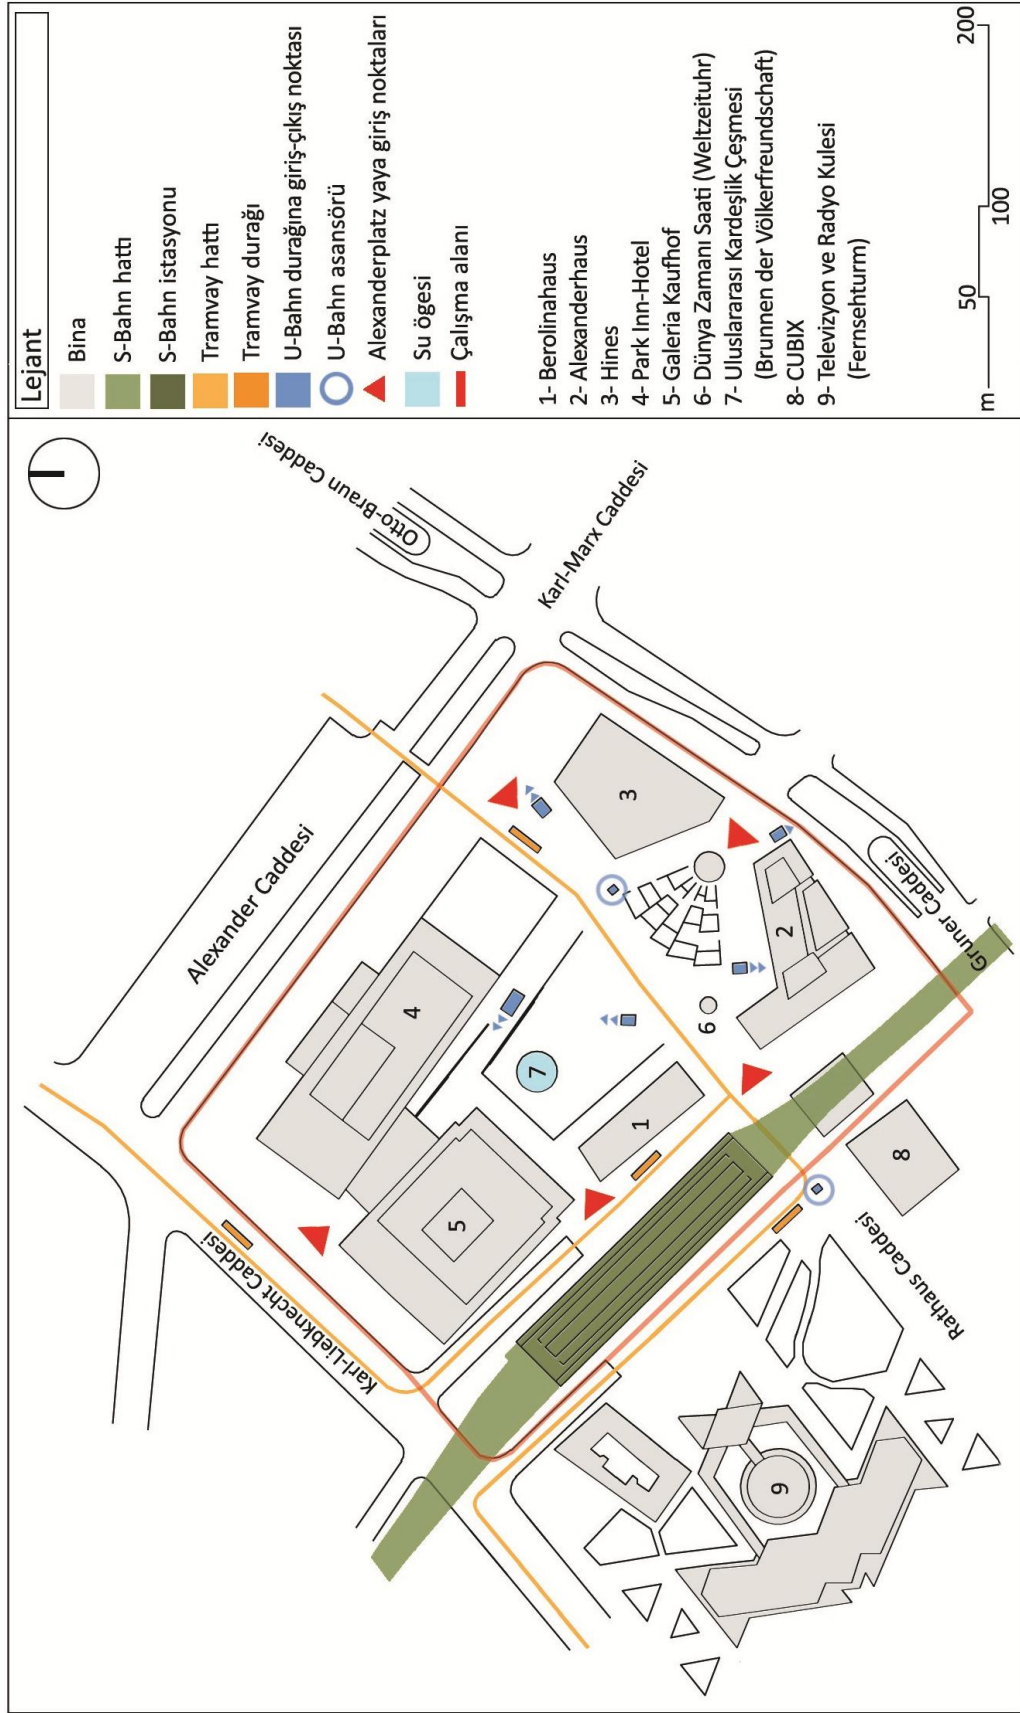 Lejant
Bina
S-Bahn hattı
S-Bahn istasyonu
Tramvay hattı
Tramvay durağı
U-Bahn durağına giriş-çıkış noktası
U-Bahn asansörü
Alexanderplatz yaya giriş noktaları
Su ögesi
Çalışma alanı
1- Berolinahaus
2- Alexanderhaus
3- Hines
4- Park Inn-Hotel
5- Galeria Kaufhof
6- Dünya Zamanı Saati (Weltzeituhr)
7- Uluslararası Kardeşlik Çeşmesi
(Brunnen der Völkerfreundschaft)
8- CUBIX
9- Televizyon ve Radyo Kulesi
(Fernsehturm)
m
50
100
200
Alexander Caddesi
Otto-Braun Caddesi
Karl-Marx Caddesi
Karl-Liebknecht Caddesi
Gruner Caddesi
Rathaus Caddesi
4
5
7
3
1
6
2
8
9